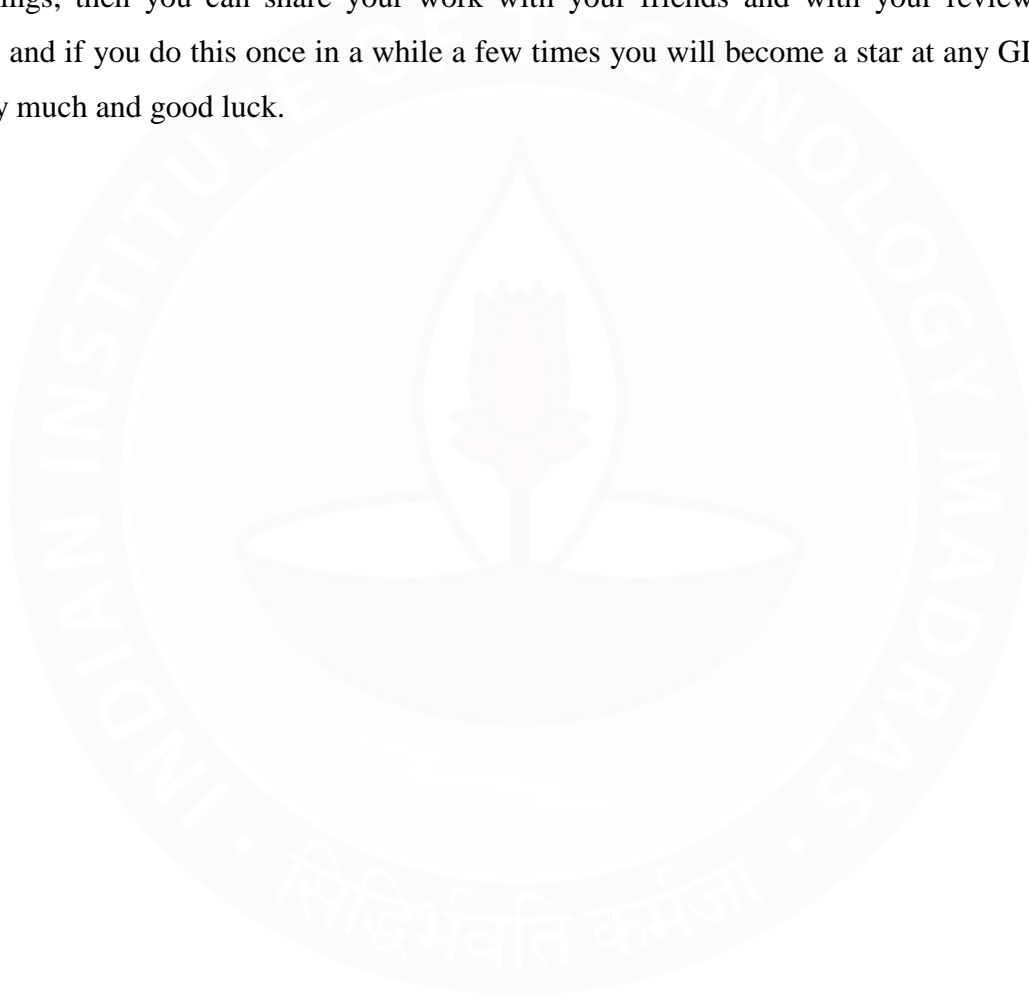 ings, then you can share your work with your friends and with your review
, and if you do this once in a while a few times you will become a star at any
y much and good luck.
INDIAN INSTITUTE OF TECHNOLOGY MADRAS
सिद्धिर्भवति कर्मजा